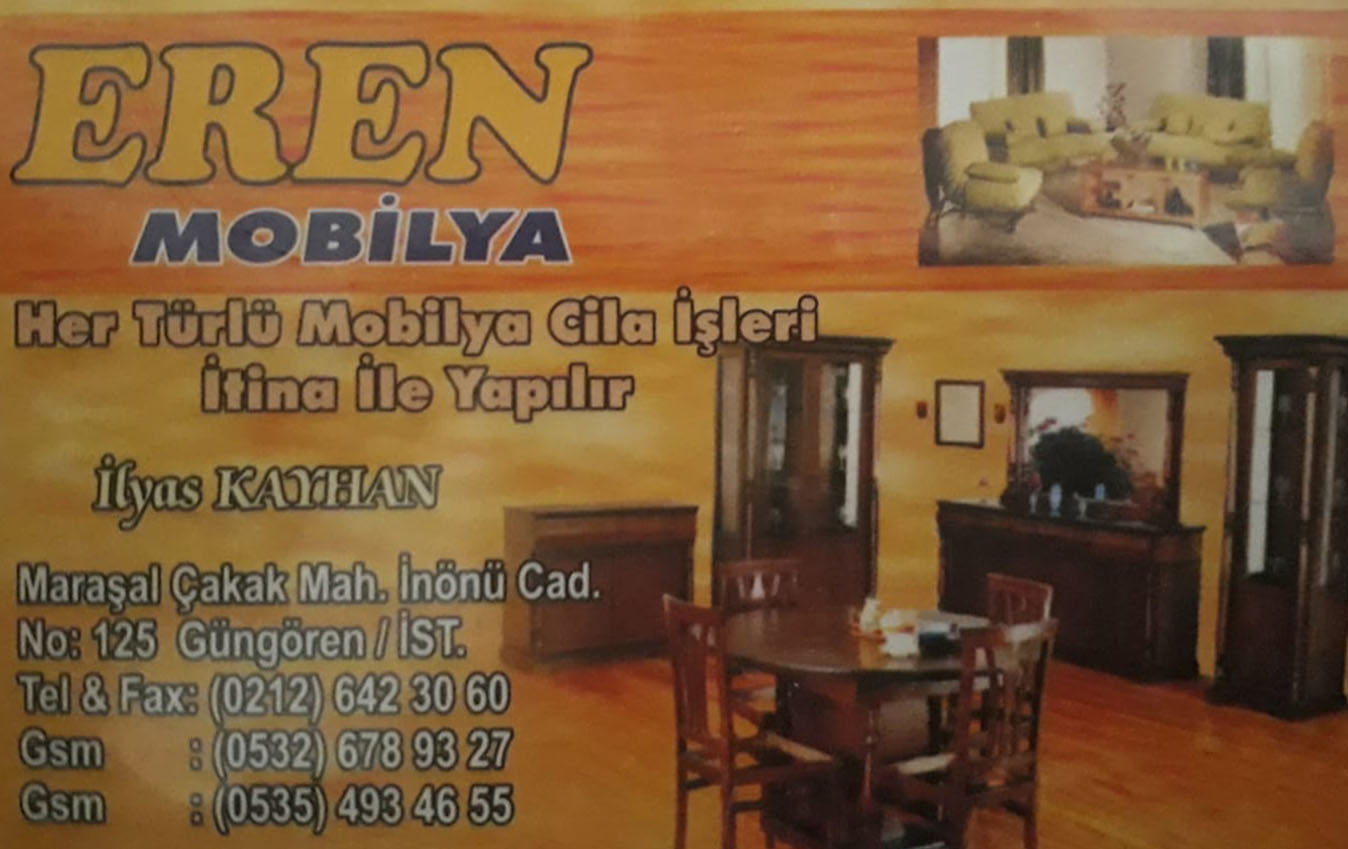 EREN
MOBİLYA
Her Türlü Mobilya Cila İşleri
İtina İle Yapılır
İlyas KAYHAN
Maraşal Çakak Mah. İnönü Cad.
No: 125 Güngören / İST.
Tel & Fax: (0212) 642 30 60
Gsm : (0532) 678 93 27
Gsm : (0535) 493 46 55